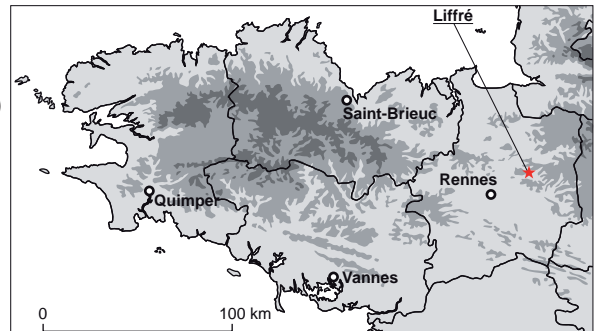 Liffré
Saint-Brieuc
Rennes
Quimper
Vannes
0 100 km